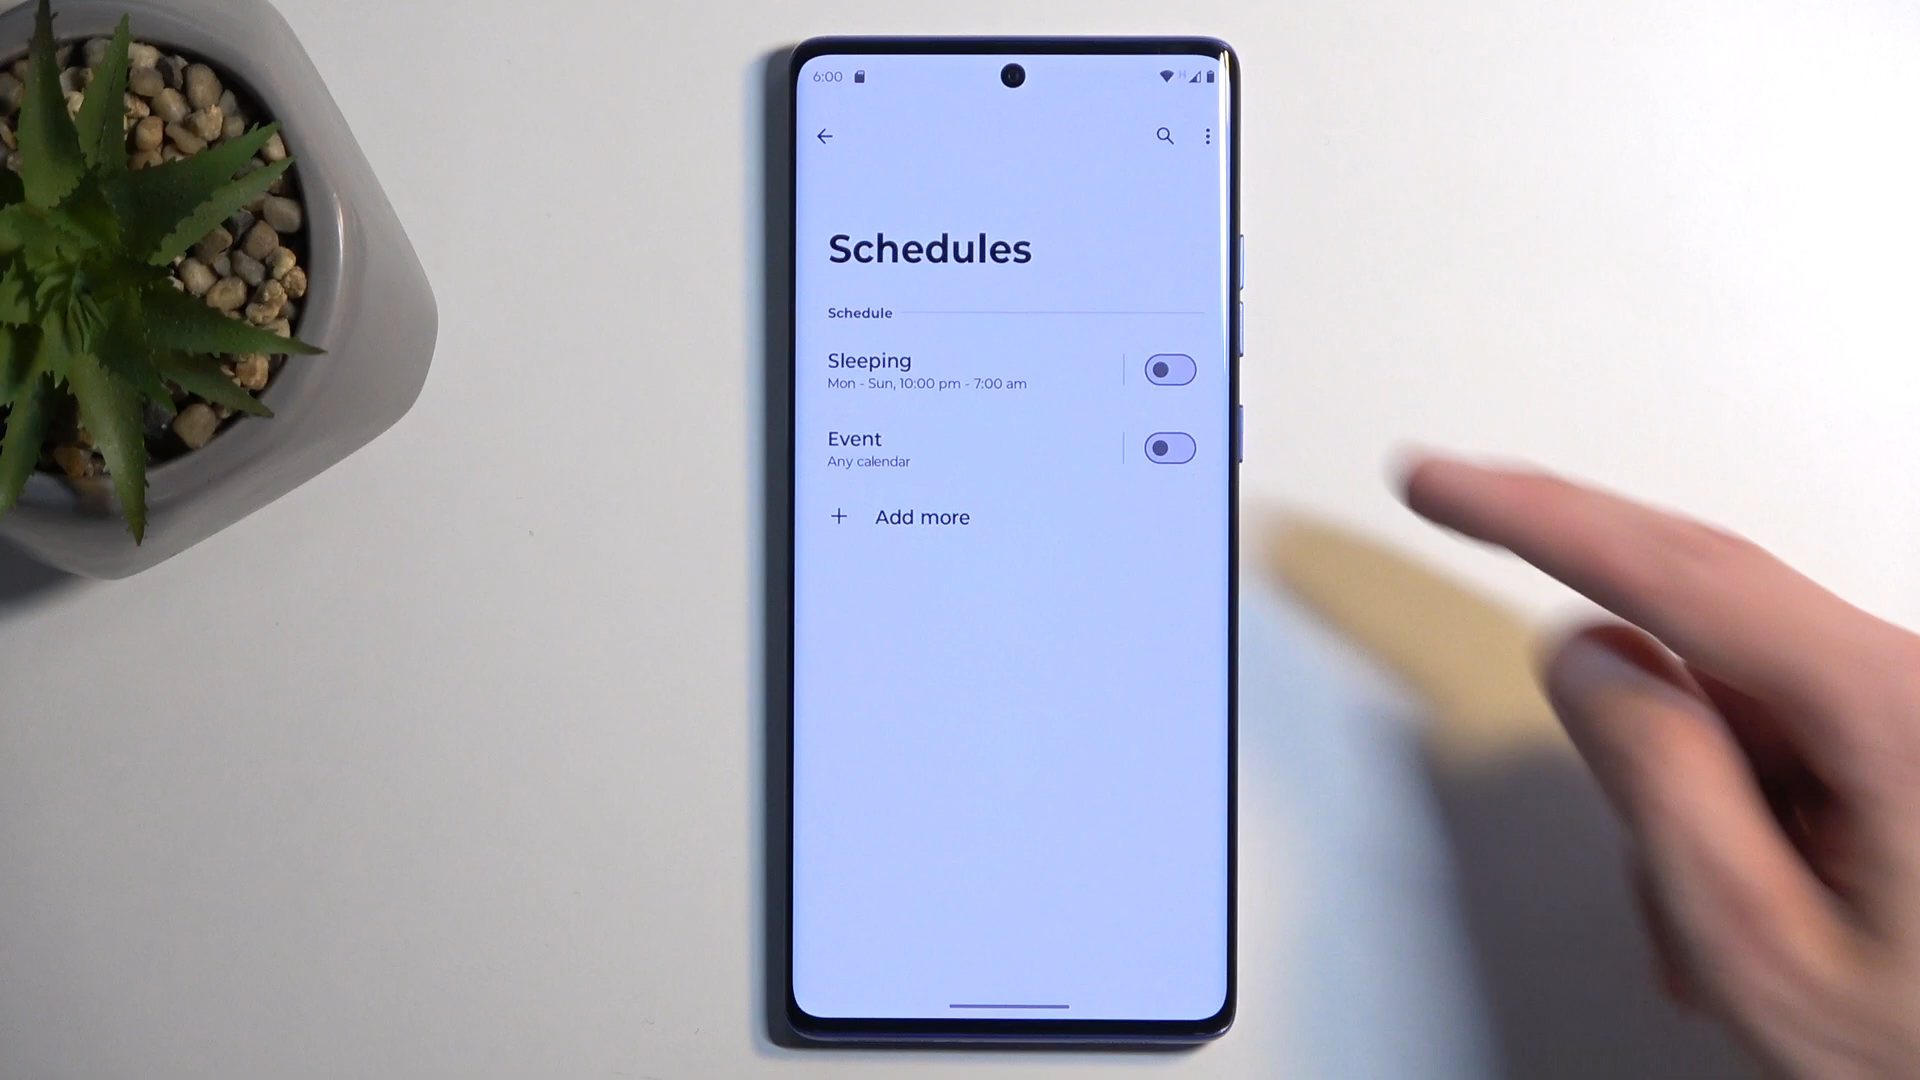 6:00
H
Schedules
Schedule
Sleeping
Mon - Sun, 10:00 pm - 7:00 am
Event
Any calendar
+ Add more